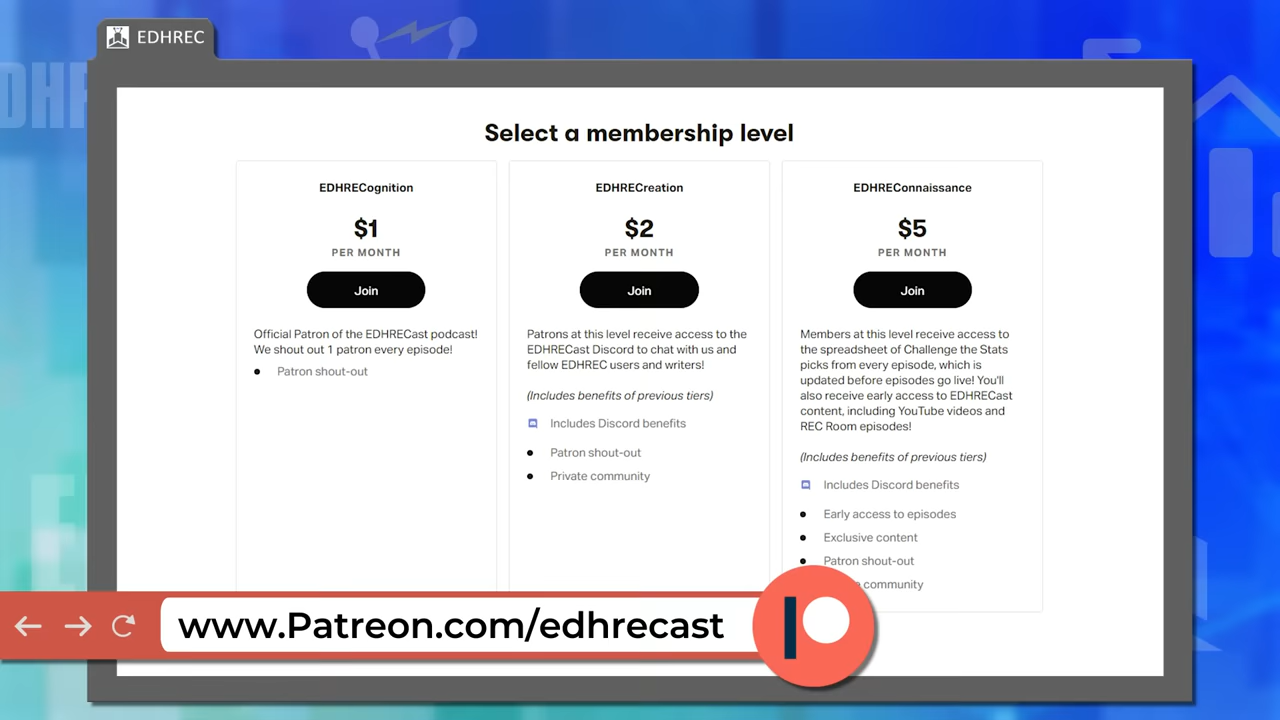 EDHREC
Select a membership level
EDHRECognition
$1
PER MONTH
Join
Official Patron of the EDHRECast podcast!
We shout out 1 patron every episode!
Patron shout-out
EDHRECreation
$2
PER MONTH
Join
Patrons at this level receive access to the
EDHRECast Discord to chat with us and
fellow EDHREC users and writers!
(Includes benefits of previous tiers)
Includes Discord benefits
Patron shout-out
Private community
EDHREConnaissance
$5
PER MONTH
Join
Members at this level receive access to
the spreadsheet of Challenge the Stats
picks from every episode, which is
updated before episodes go live! You'll
also receive early access to EDHRECast
content, including YouTube videos and
REC Room episodes!
(Includes benefits of previous tiers)
Includes Discord benefits
Early access to episodes
Exclusive content
Patron shout-out
community
www.Patreon.com/edhrecast